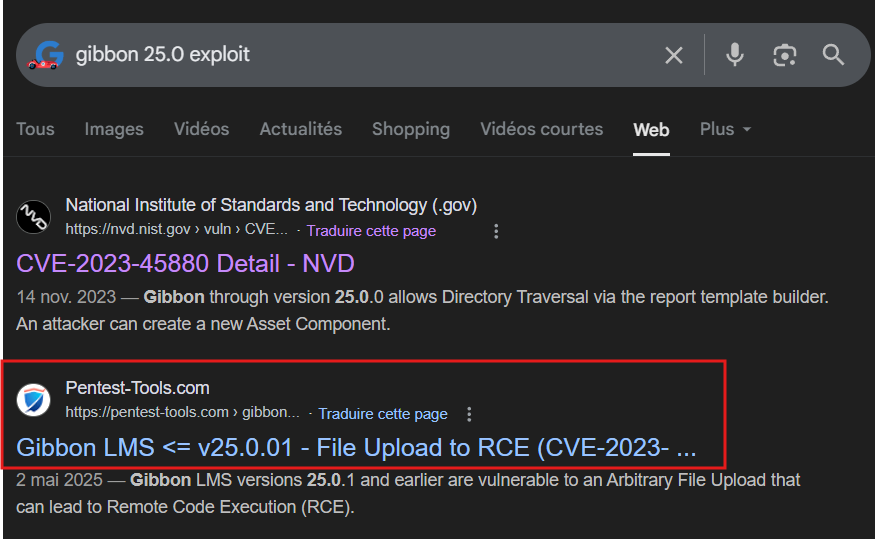 gibbon 25.0 exploit
Tous Images Vidéos Actualités Shopping Vidéos courtes Web Plus
National Institute of Standards and Technology (.gov)
https://nvd.nist.gov › vuln › CVE... · Traduire cette page
CVE-2023-45880 Detail - NVD
14 nov. 2023 — Gibbon through version 25.0.0 allows Directory Traversal via the report template builder.
An attacker can create a new Asset Component.
Pentest-Tools.com
https://pentest-tools.com › gibbon... · Traduire cette page
Gibbon LMS <= v25.0.01 - File Upload to RCE (CVE-2023- ...
2 mai 2025 — Gibbon LMS versions 25.0.1 and earlier are vulnerable to an Arbitrary File Upload that
can lead to Remote Code Execution (RCE).